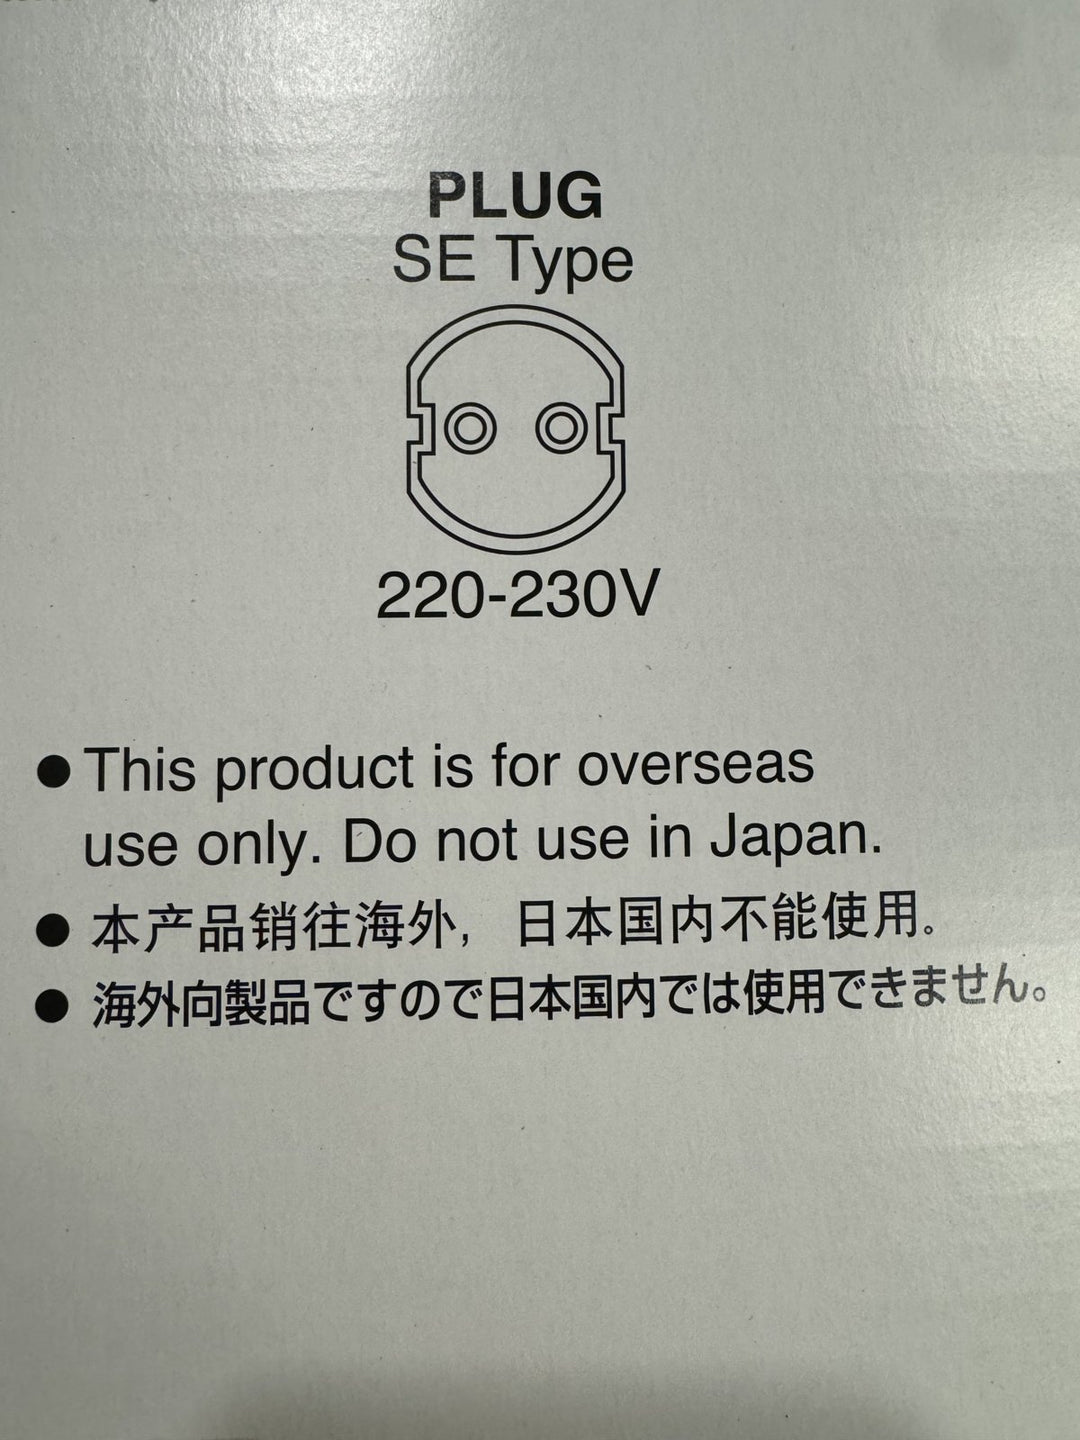 PLUG
SE Type
220-230V
● This product is for overseas
use only. Do not use in Japan.
● 本产品销往海外，日本国内不能使用。
● 海外向製品ですので日本国内では使用できません。